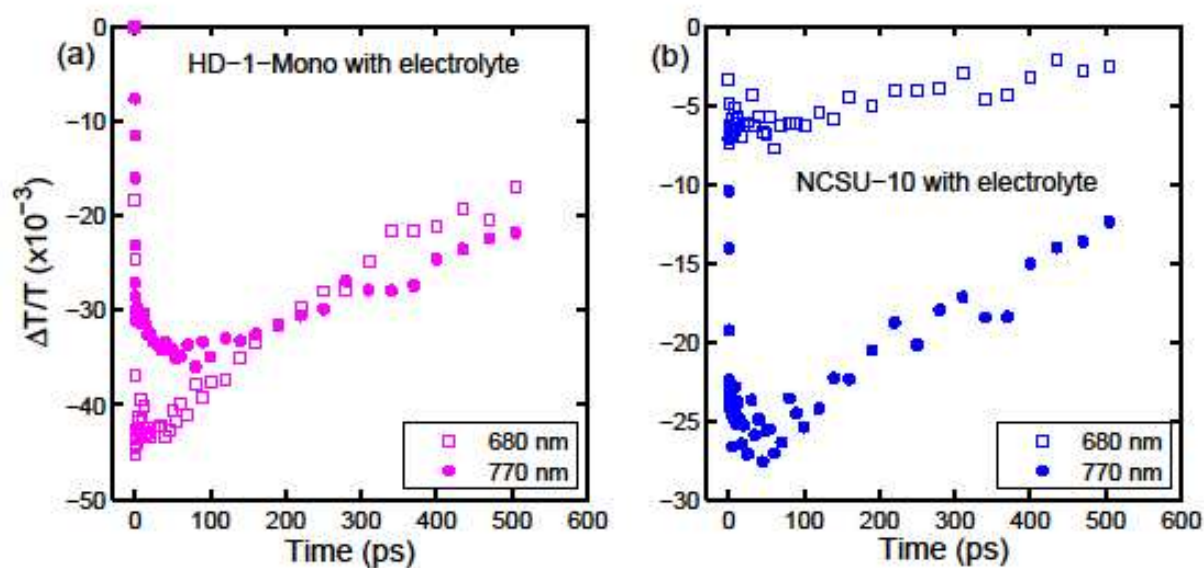 (a)
HD−1−Mono with electrolyte
0
−10
−20
−30
−40
−50
ΔT/T (x10⁻³)
680 nm
770 nm
0 100 200 300 400 500 600
Time (ps)
(b)
NCSU−10 with electrolyte
0
−5
−10
−15
−20
−25
−30
680 nm
770 nm
0 100 200 300 400 500 600
Time (ps)